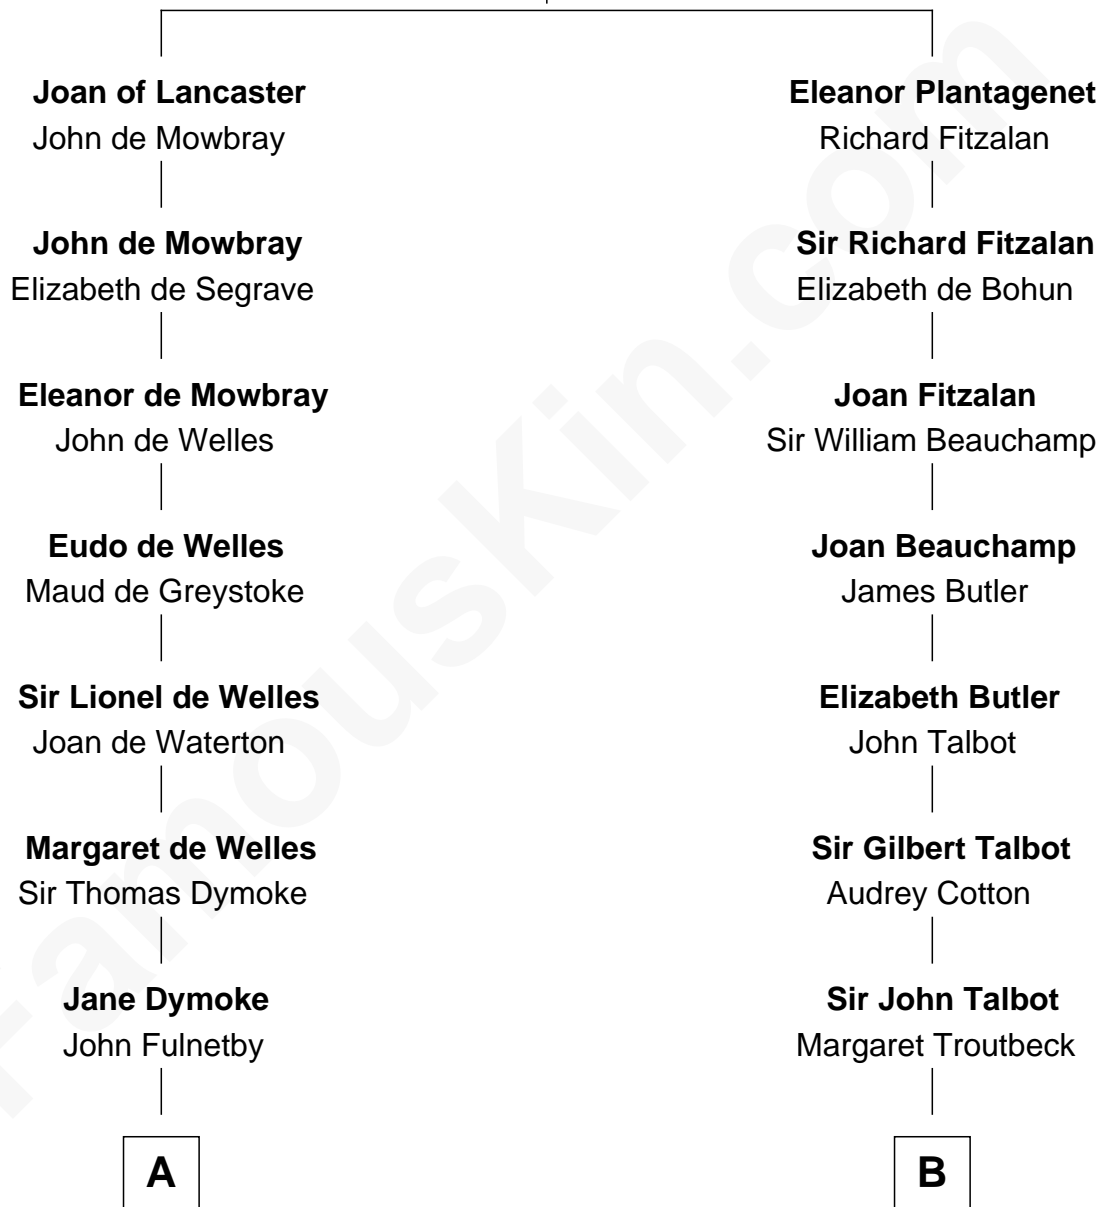 Joan of Lancaster
John de Mowbray
John de Mowbray
Elizabeth de Segrave
Eleanor de Mowbray
John de Welles
Eudo de Welles
Maud de Greystoke
Sir Lionel de Welles
Joan de Waterton
Margaret de Welles
Sir Thomas Dymoke
Jane Dymoke
John Fulnetby
A
Eleanor Plantagenet
Richard Fitzalan
Sir Richard Fitzalan
Elizabeth de Bohun
Joan Fitzalan
Sir William Beauchamp
Joan Beauchamp
James Butler
Elizabeth Butler
John Talbot
Sir Gilbert Talbot
Audrey Cotton
Sir John Talbot
Margaret Troutbeck
B
FamousKin.com